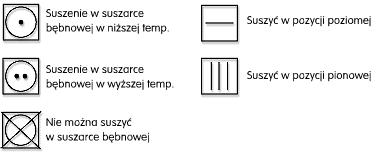 Suszenie w suszarce
bębnowej w niższej temp.
Suszenie w suszarce
bębnowej w wyższej temp.
Nie można suszyć
w suszarce bębnowej
Suszyć w pozycji poziomej
Suszyć w pozycji pionowej